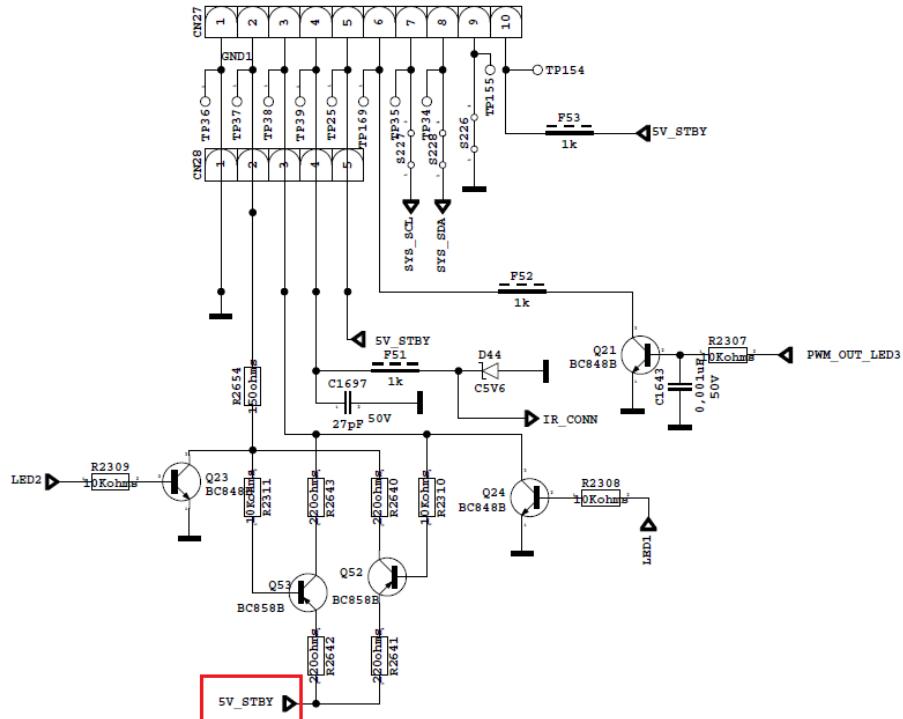 CN27
1 2 3 4 5 6 7 8 9 10
GND1
TP36
TP37
TP38
TP39
TP25
TP169
TP35
TP34
TP155
TP154
S227
S228
S226
F53
1k
5V_STBY
CN28
1 2 3 4 5
SYS_SCL
SYS_SDA
F52
1k
5V_STBY
F51
1k
D44
C5V6
Q21
BC848B
R2307
10Kohms
PWM_OUT_LED3
C1643
0,001uF
50V
R2654
150ohms
C1697
27pF
50V
IR_CONN
LED2
R2309
10Kohms
Q23
BC848B
10Kohms
R2311
220ohms
R2643
220ohms
R2640
10Kohms
R2310
Q24
BC848B
R2308
10Kohms
LED1
Q53
BC858B
Q52
BC858B
220ohms
R2642
220ohms
R2641
5V_STBY